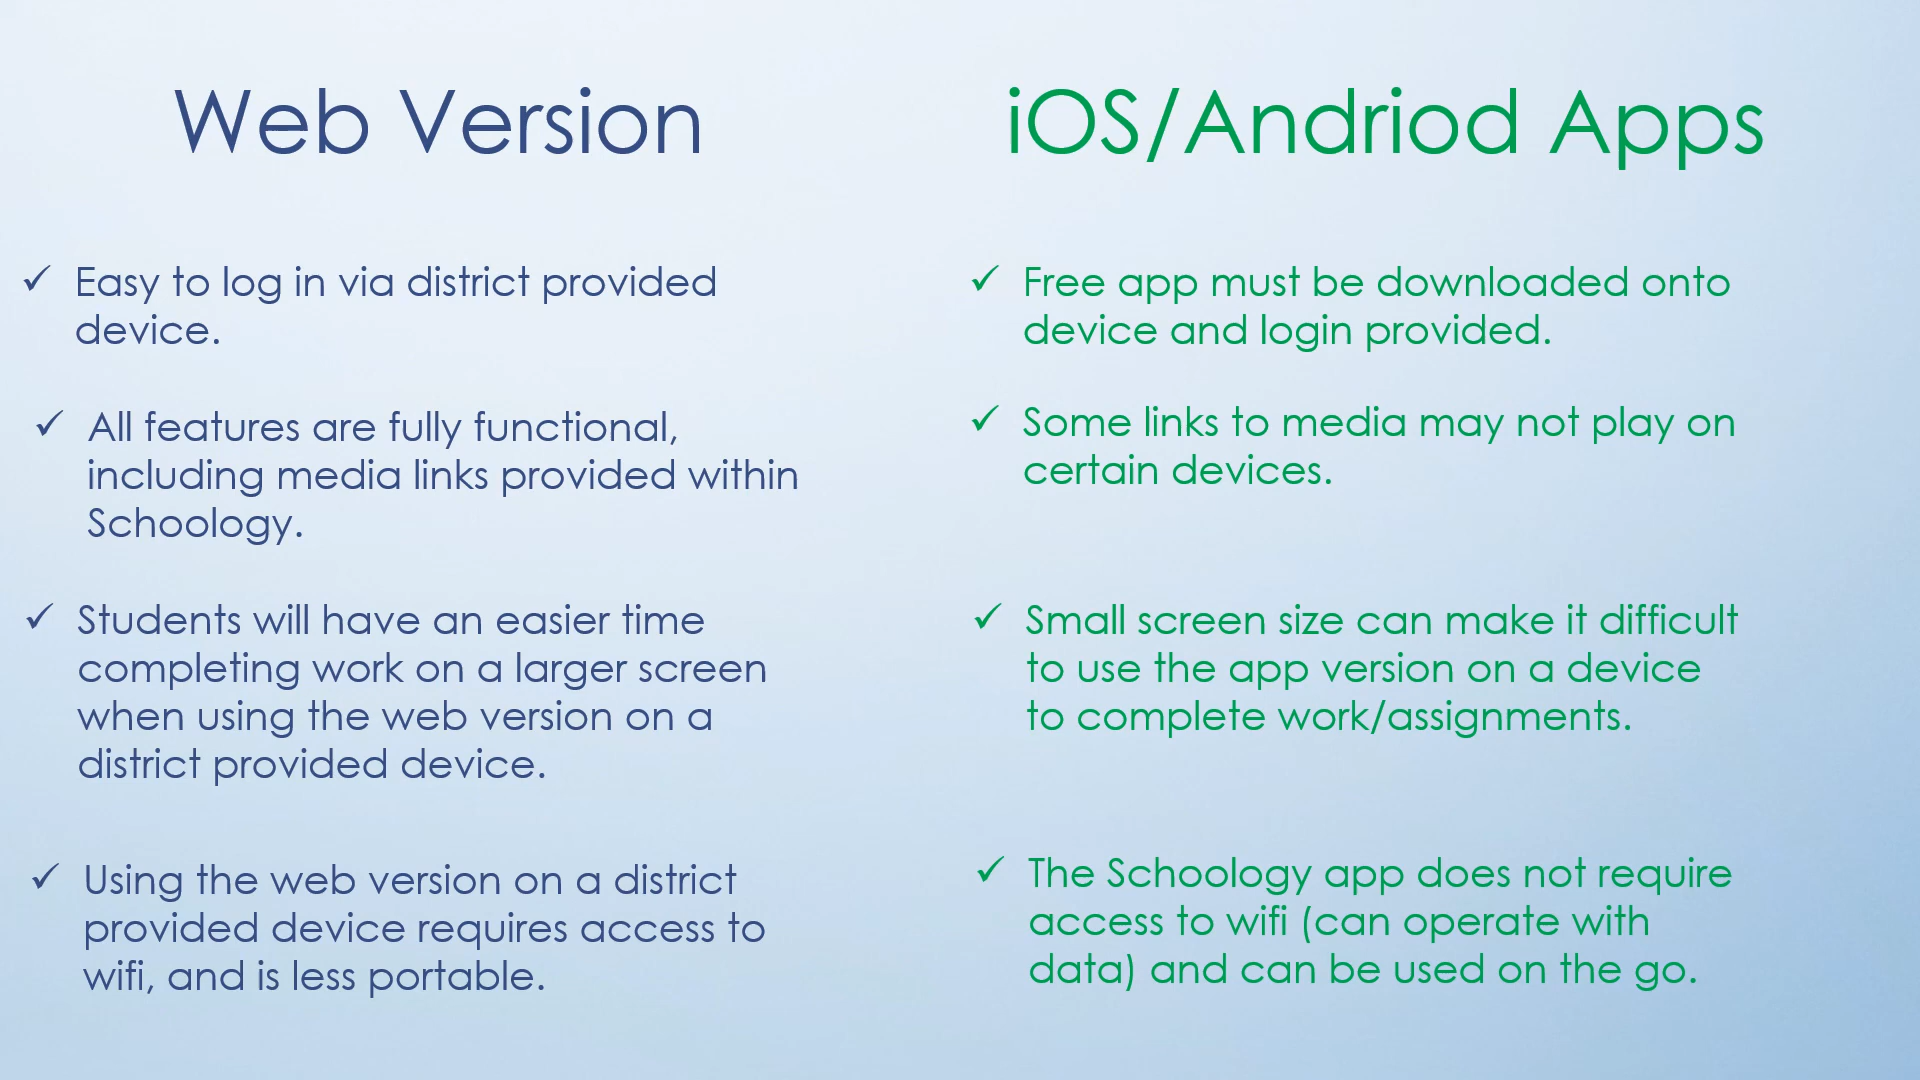 Web Version
Easy to log in via district provided
device.
All features are fully functional,
including media links provided within
Schoology.
Students will have an easier time
completing work on a larger screen
when using the web version on a
district provided device.
Using the web version on a district
provided device requires access to
wifi, and is less portable.
iOS/Andriod Apps
Free app must be downloaded onto
device and login provided.
Some links to media may not play on
certain devices.
Small screen size can make it difficult
to use the app version on a device
to complete work/assignments.
The Schoology app does not require
access to wifi (can operate with
data) and can be used on the go.